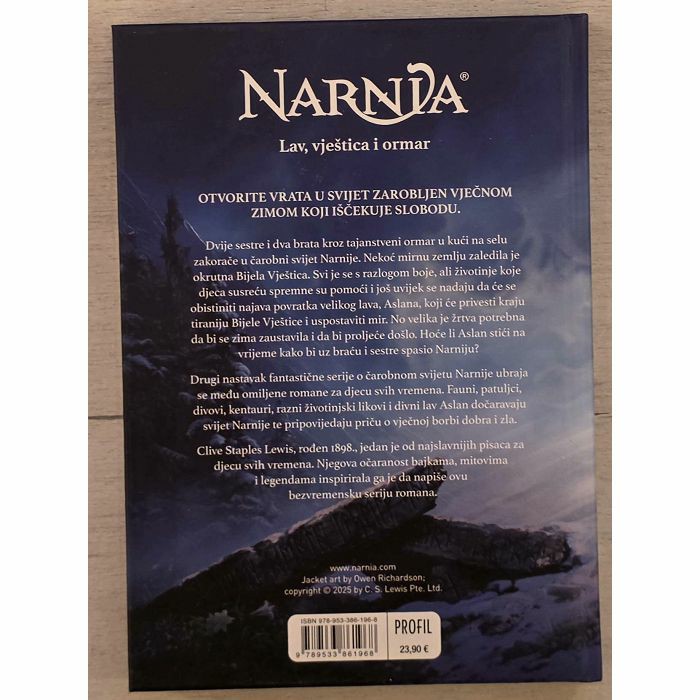 NARNIA®
Lav, vještica i ormar
OTVORITE VRATA U SVIJET ZAROBLJEN VJEČNOM
ZIMOM KOJI IŠČEKUJE SLOBODU.
Dvije sestre i dva brata kroz tajanstveni ormar u kući na selu
zakorače u čarobni svijet Narnije. Nekoć mirnu zemlju zaledila je
okrutna Bijela Vještica. Svi je se s razlogom boje, ali životinje koje
djeca susreću spremne su pomoći i još uvijek se nadaju da će se
obistiniti najava povratka velikog lava, Aslana, koji će privesti kraju
tiraniju Bijele Vještice i uspostaviti mir. No velika je žrtva potrebna
da bi se zima zaustavila i da bi proljeće došlo. Hoće li Aslan stići na
vrijeme kako bi uz braću i sestre spasio Narniju?
Drugi nastavak fantastične serije o čarobnom svijetu Narnije ubraja
se među omiljene romane za djecu svih vremena. Fauni, patuljci,
divovi, kentauri, razni životinjski likovi i divni lav Aslan dočaravaju
svijet Narnije te pripovijedaju priču o vječnoj borbi dobra i zla.
Clive Staples Lewis, rođen 1898., jedan je od najslavnijih pisaca za
djecu svih vremena. Njegova očaranost bajkama, mitovima
i legendama inspirirala ga je da napiše ovu
bezvremensku seriju romana.
www.narnia.com
Jacket art by Owen Richardson;
copyright © 2025 by C. S. Lewis Pte. Ltd.
ISBN 978-953-386-196-8
9 789533 861968
PROFIL
23,90 €